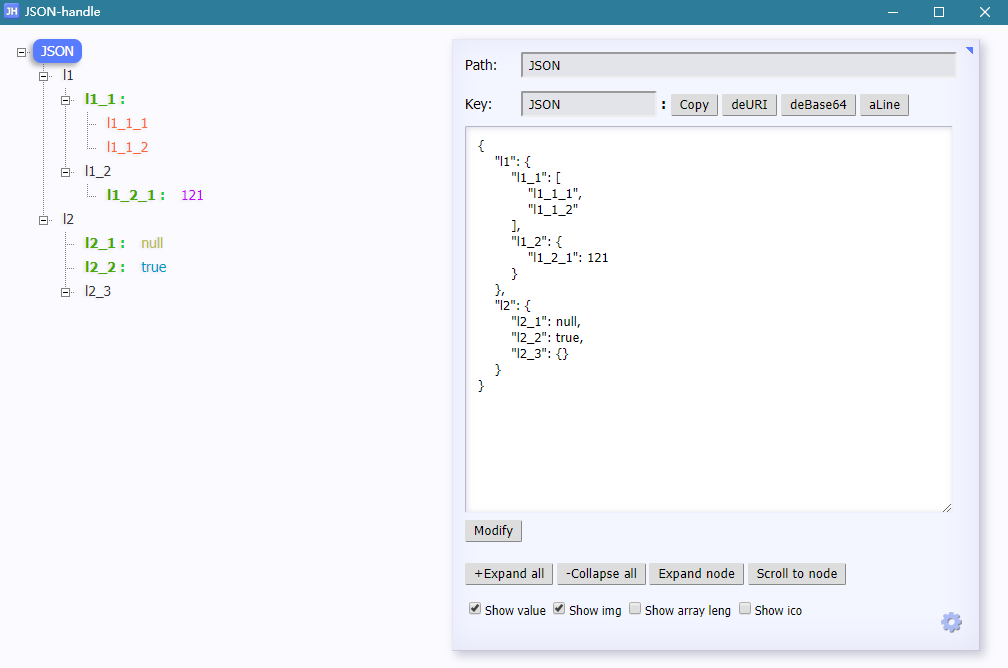 JH JSON-handle
JSON
l1
l1_1 :
l1_1_1
l1_1_2
l1_2
l1_2_1 : 121
l2
l2_1 : null
l2_2 : true
l2_3
Path: JSON
Key: JSON : Copy deURI deBase64 aLine
{
"l1": {
"l1_1": [
"l1_1_1",
"l1_1_2"
],
"l1_2": {
"l1_2_1": 121
}
},
"l2": {
"l2_1": null,
"l2_2": true,
"l2_3": {}
}
}
Modify
+Expand all -Collapse all Expand node Scroll to node
Show value Show img Show array leng Show ico